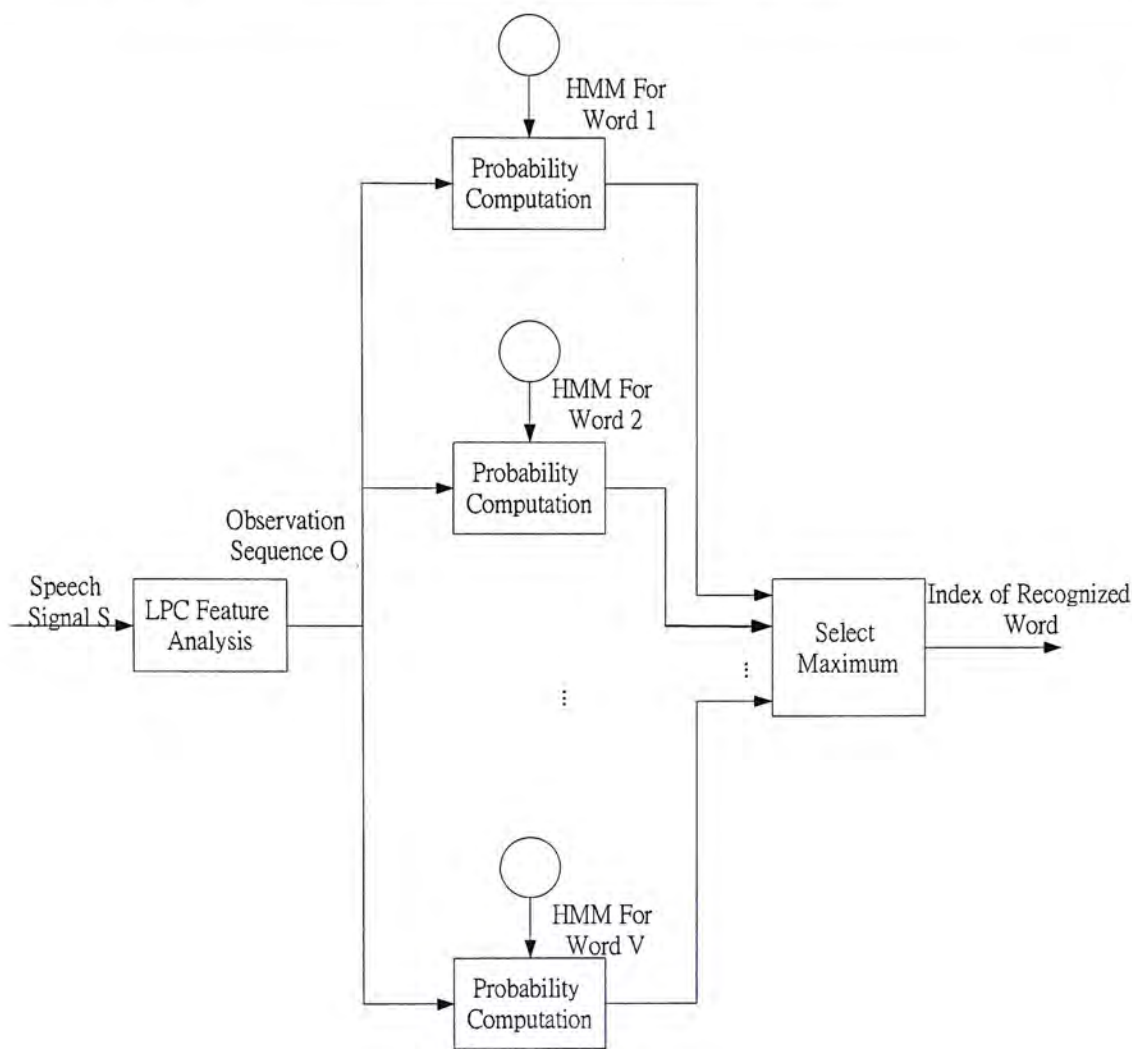 HMM For
Word 1
Probability
Computation
HMM For
Word 2
Probability
Computation
Observation
Sequence O
Speech
Signal S
LPC Feature
Analysis
Select
Maximum
Index of Recognized
Word
...
...
HMM For
Word V
Probability
Computation